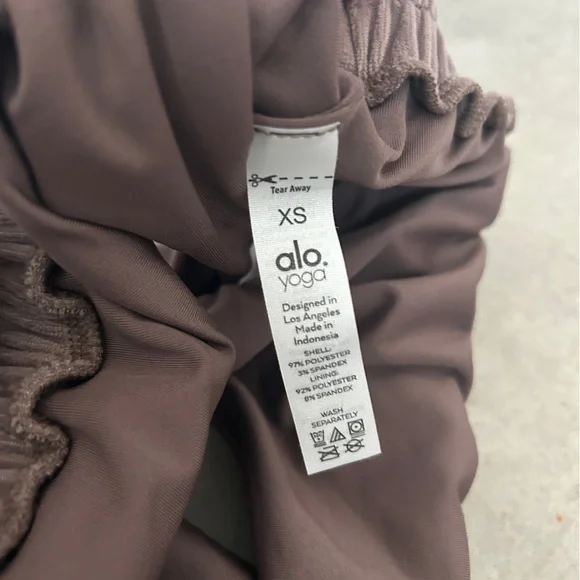 Tear Away
XS
alo.
yoga
Designed in
Los Angeles
Made in
Indonesia
SHELL:
97% POLYESTER
3% SPANDEX
LINING:
92% POLYESTER
8% SPANDEX
WASH
SEPARATELY